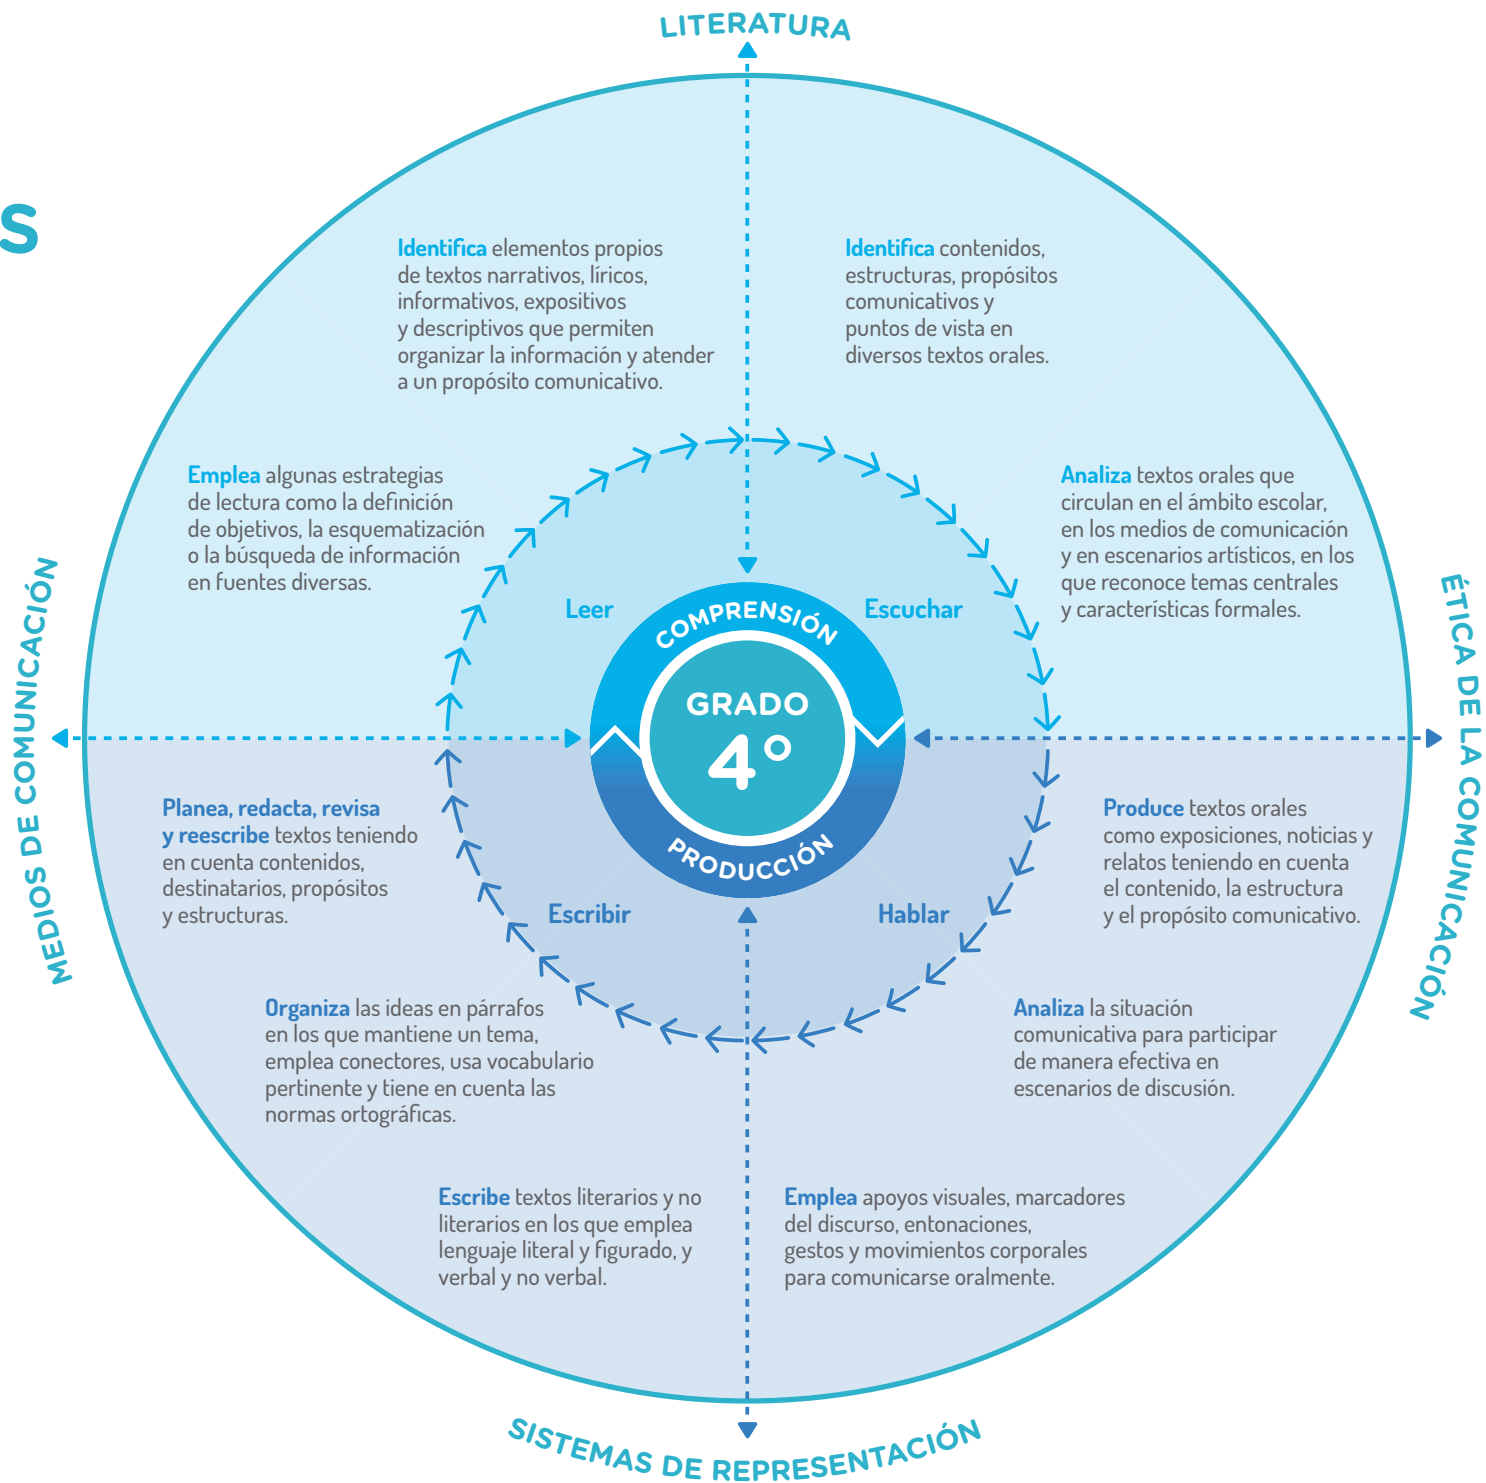 LITERATURA
S
Identifica elementos propios
de textos narrativos, líricos,
informativos, expositivos
y descriptivos que permiten
organizar la información y atender
a un propósito comunicativo.
Identifica contenidos,
estructuras, propósitos
comunicativos y
puntos de vista en
diversos textos orales.
Emplea algunas estrategias
de lectura como la definición
de objetivos, la esquematización
o la búsqueda de información
en fuentes diversas.
Analiza textos orales que
circulan en el ámbito escolar,
en los medios de comunicación
y en escenarios artísticos, en los
que reconoce temas centrales
y características formales.
Leer
Escuchar
COMPRENSIÓN
GRADO
4°
PRODUCCIÓN
MEDIOS DE COMUNICACIÓN
ÉTICA DE LA COMUNICACIÓN
Planea, redacta, revisa
y reescribe textos teniendo
en cuenta contenidos,
destinatarios, propósitos
y estructuras.
Produce textos orales
como exposiciones, noticias y
relatos teniendo en cuenta
el contenido, la estructura
y el propósito comunicativo.
Escribir
Hablar
Organiza las ideas en párrafos
en los que mantiene un tema,
emplea conectores, usa vocabulario
pertinente y tiene en cuenta las
normas ortográficas.
Analiza la situación
comunicativa para participar
de manera efectiva en
escenarios de discusión.
Escribe textos literarios y no
literarios en los que emplea
lenguaje literal y figurado, y
verbal y no verbal.
Emplea apoyos visuales, marcadores
del discurso, entonaciones,
gestos y movimientos corporales
para comunicarse oralmente.
SISTEMAS DE REPRESENTACIÓN